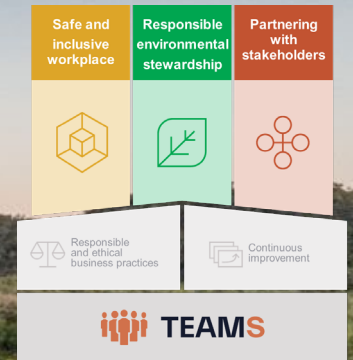 Safe and
inclusive
workplace
Responsible
environmental
stewardship
Partnering
with
stakeholders
Responsible
and ethical
business practices
Continuous
improvement
TEAMS